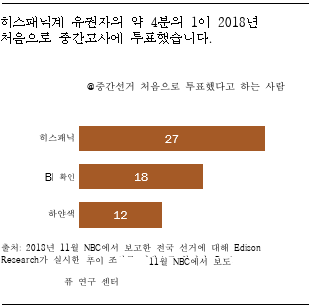 히스패닉계 유권자의 약 4분의 1이 2018년
처음으로 중간고사에 투표했습니다.
@중간선거 처음으로 투표했다고 하는 사람
히스패닉
27
Bl 확인
18
하얀색
12
출처: 2018년 11월 NBC에서 보고한 전국 선거에 대해 Edison
Research가 실시한 푸이 조
11월 NBC에서 보도
퓨 연구 센터